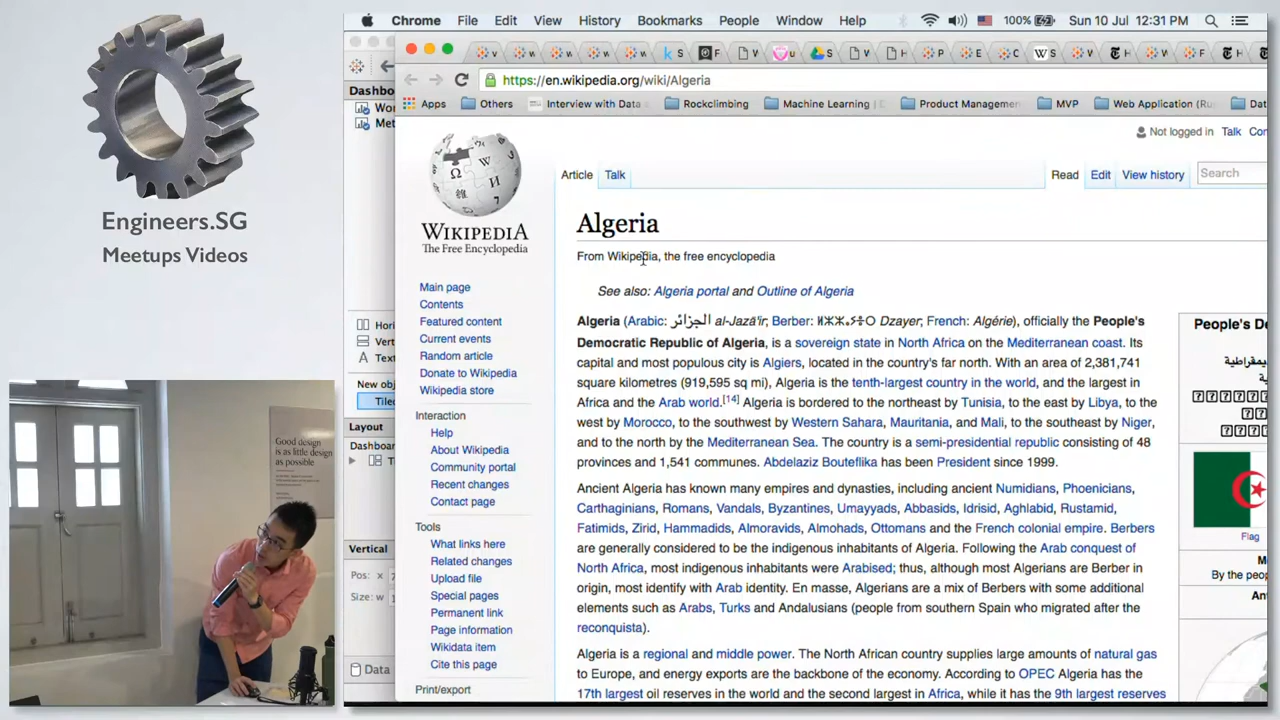 Engineers.SG
Meetups Videos
Good design
is as little design
as possible
Chrome File Edit View History Bookmarks People Window Help 100% Sun 10 Jul 12:31 PM
https://en.wikipedia.org/wiki/Algeria
Apps Others Interview with Data Rockclimbing Machine Learning | Product Managemen MVP Web Application (Ru Dat
Dashbo
Wor
Met
Hori
Vert
Text
New obj
Tiled
Layout
Dashboar
Vertical
Pos: x
Size: w
Data
WIKIPEDIA
The Free Encyclopedia
Main page
Contents
Featured content
Current events
Random article
Donate to Wikipedia
Wikipedia store
Interaction
Help
About Wikipedia
Community portal
Recent changes
Contact page
Tools
What links here
Related changes
Upload file
Special pages
Permanent link
Page information
Wikidata item
Cite this page
Print/export
Not logged in Talk Con
Article Talk Read Edit View history Search
Algeria
From Wikipedia, the free encyclopedia
See also: Algeria portal and Outline of Algeria
Algeria (Arabic: الجزائر al-Jazā'ir; Berber: Dzayer, French: Algérie), officially the People's
Democratic Republic of Algeria, is a sovereign state in North Africa on the Mediterranean coast. Its
capital and most populous city is Algiers, located in the country's far north. With an area of 2,381,741
square kilometres (919,595 sq mi), Algeria is the tenth-largest country in the world, and the largest in
Africa and the Arab world.[14] Algeria is bordered to the northeast by Tunisia, to the east by Libya, to the
west by Morocco, to the southwest by Western Sahara, Mauritania, and Mali, to the southeast by Niger,
and to the north by the Mediterranean Sea. The country is a semi-presidential republic consisting of 48
provinces and 1,541 communes. Abdelaziz Bouteflika has been President since 1999.
Ancient Algeria has known many empires and dynasties, including ancient Numidians, Phoenicians,
Carthaginians, Romans, Vandals, Byzantines, Umayyads, Abbasids, Idrisid, Aghlabid, Rustamid,
Fatimids, Zirid, Hammadids, Almoravids, Almohads, Ottomans and the French colonial empire. Berbers
are generally considered to be the indigenous inhabitants of Algeria. Following the Arab conquest of
North Africa, most indigenous inhabitants were Arabised; thus, although most Algerians are Berber in
origin, most identify with Arab identity. En masse, Algerians are a mix of Berbers with some additional
elements such as Arabs, Turks and Andalusians (people from southern Spain who migrated after the
reconquista).
Algeria is a regional and middle power. The North African country supplies large amounts of natural gas
to Europe, and energy exports are the backbone of the economy. According to OPEC Algeria has the
17th largest oil reserves in the world and the second largest in Africa, while it has the 9th largest reserves
People's De
Flag
By the peop